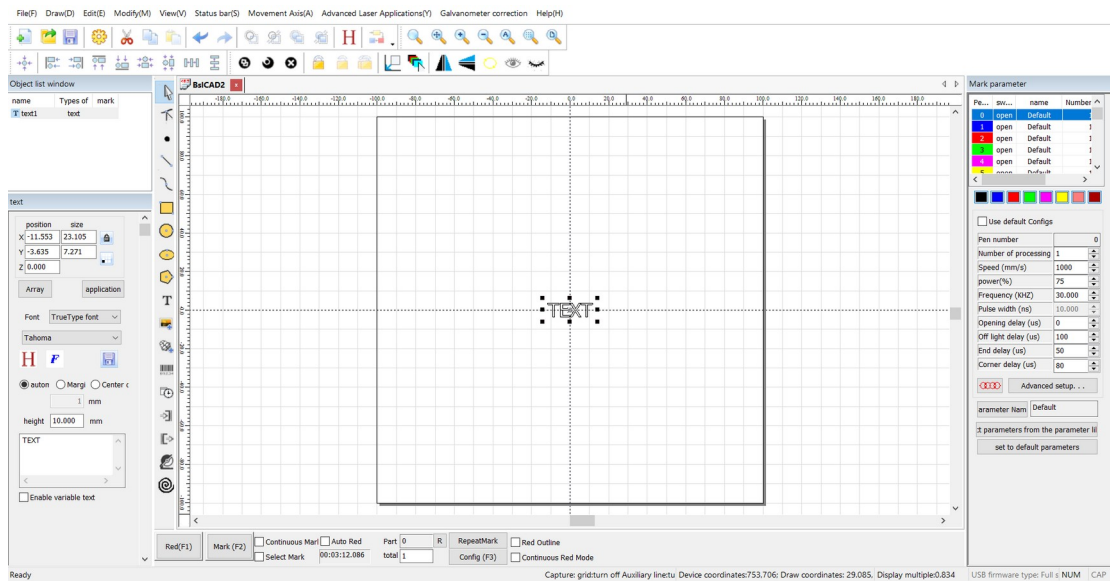 File(F) Draw(D) Edit(E) Modify(M) View(V) Status bar(S) Movement Axis(A) Advanced Laser Applications(Y) Galvanometer correction Help(H)
Object list window
name Types of mark
T text1 text
text
position size
X -11.553 23.105
Y -3.635 7.271
Z 0.000
Array application
Font TrueType font
Tahoma
H F
auton Margi Center c
1 mm
height 10.000 mm
TEXT
Enable variable text
BslCAD2
TEXT
Red(F1) Mark (F2) Continuous Marl Auto Red Part 0 R RepeatMark Red Outline
Select Mark 00:03:12.086 total 1 Config (F3) Continuous Red Mode
Mark parameter
Pe... sw... name Number
0 open Default 1
1 open Default 1
2 open Default 1
3 open Default 1
4 open Default 1
Use default Configs
Pen number 0
Number of processing 1
Speed (mm/s) 1000
power(%) 75
Frequency (KHZ) 30.000
Pulse width (ns) 10.000
Opening delay (us) 0
Off light delay (us) 100
End delay (us) 50
Corner delay (us) 80
Advanced setup. . .
arameter Nam Default
:t parameters from the parameter lil
set to default parameters
Ready Capture: grid:turn off Auxiliary line:tu Device coordinates:753.706; Draw coordinates: 29.085, Display multiple:0.834 USB firmware type: Full s NUM CAP